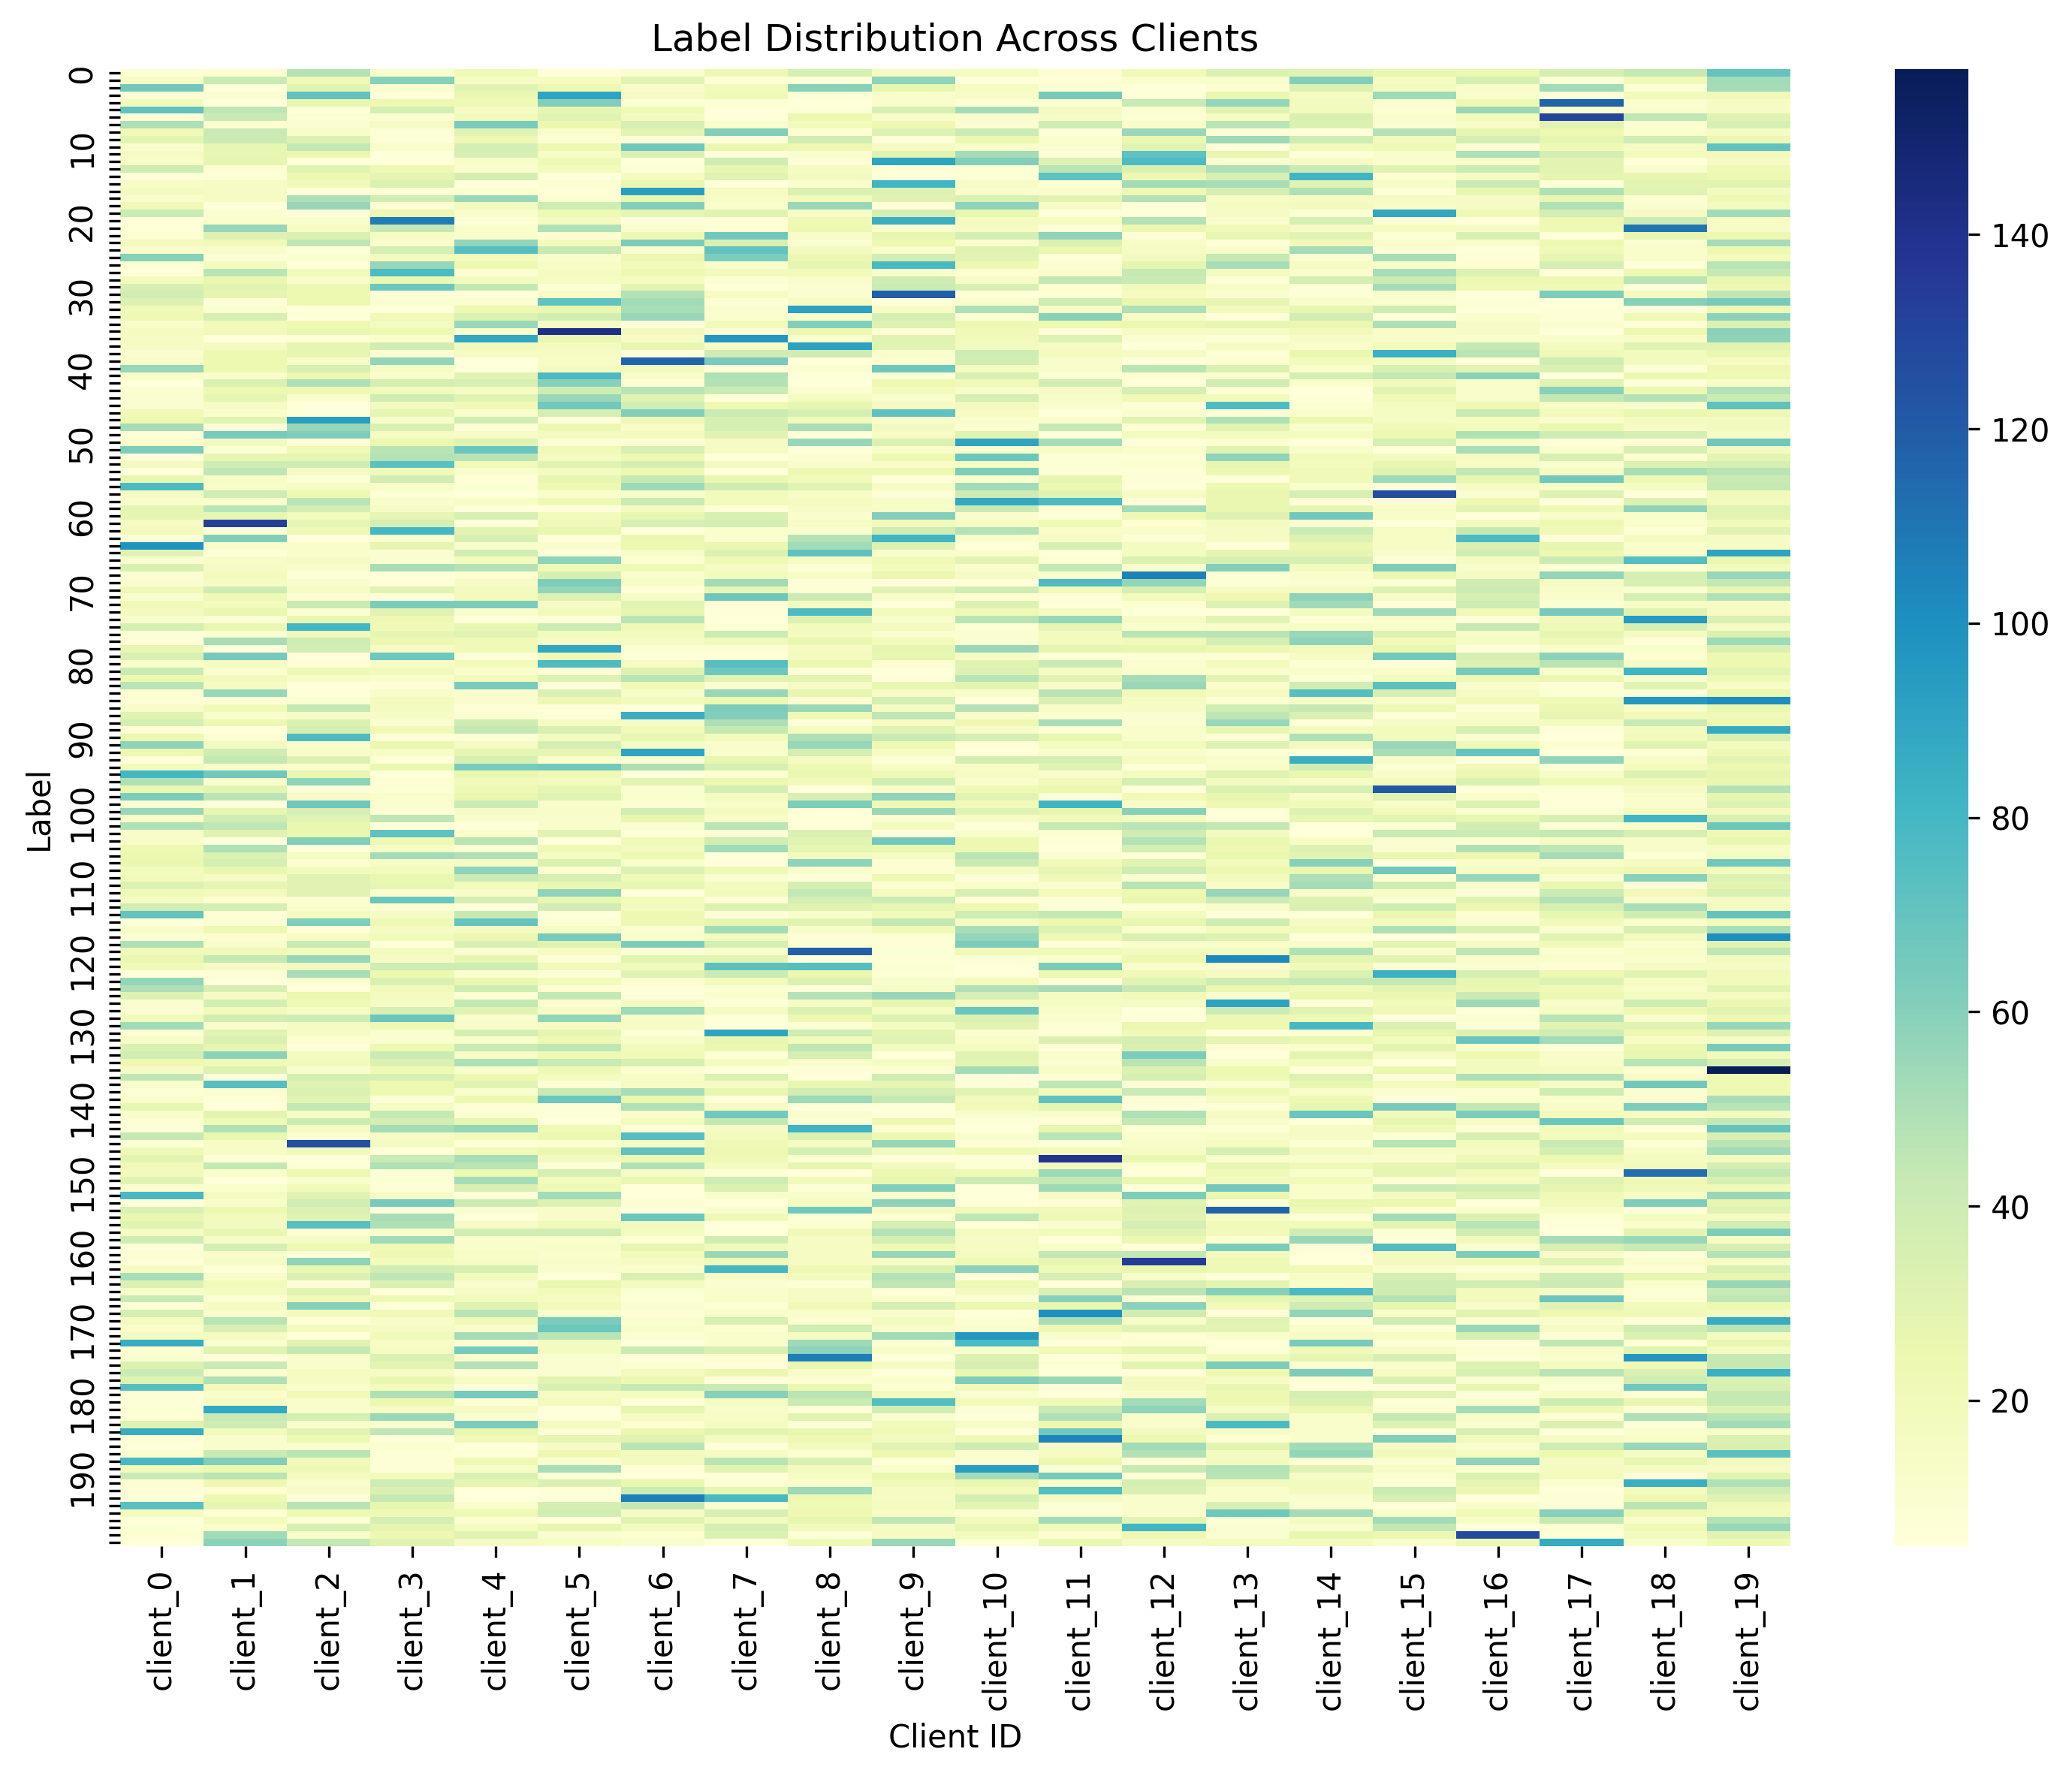 Label Distribution Across Clients
Label
0
10
20
30
40
50
60
70
80
90
100
110
120
130
140
150
160
170
180
190
client_0
client_1
client_2
client_3
client_4
client_5
client_6
client_7
client_8
client_9
client_10
client_11
client_12
client_13
client_14
client_15
client_16
client_17
client_18
client_19
Client ID
140
120
100
80
60
40
20